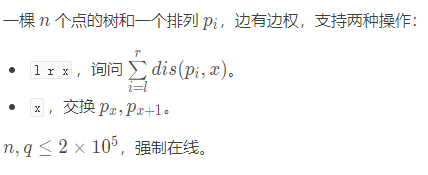 一棵 n 个点的树和一个排列 p_i，边有边权，支持两种操作：
• l r x ，询问 \sum_{i=l}^{r} dis(p_i, x)。
• x ，交换 p_x, p_{x+1}。
n, q ≤ 2 × 10^5，强制在线。